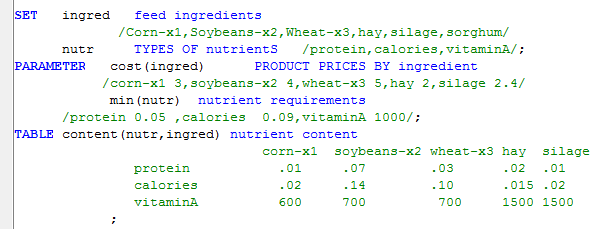 SET ingred feed ingredients
/Corn-x1,Soybeans-x2,Wheat-x3,hay,silage,sorghum/
nutr TYPES OF nutrientS /protein,calories,vitaminA/;
PARAMETER cost(ingred) PRODUCT PRICES BY ingredient
/corn-x1 3,soybeans-x2 4,wheat-x3 5,hay 2,silage 2.4/
min(nutr) nutrient requirements
/protein 0.05 ,calories 0.09,vitaminA 1000/;
TABLE content(nutr,ingred) nutrient content
corn-x1 soybeans-x2 wheat-x3 hay silage
protein .01 .07 .03 .02 .01
calories .02 .14 .10 .015 .02
vitaminA 600 700 700 1500 1500
;